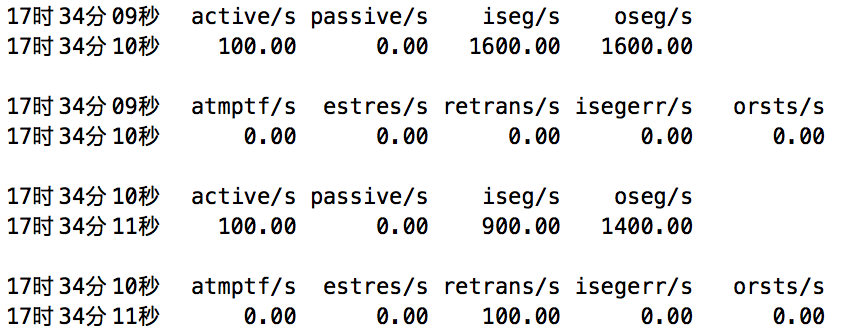 17时34分09秒 active/s passive/s iseg/s oseg/s
17时34分10秒 100.00 0.00 1600.00 1600.00
17时34分09秒 atmptf/s estres/s retrans/s isegerr/s orsts/s
17时34分10秒 0.00 0.00 0.00 0.00 0.00
17时34分10秒 active/s passive/s iseg/s oseg/s
17时34分11秒 100.00 0.00 900.00 1400.00
17时34分10秒 atmptf/s estres/s retrans/s isegerr/s orsts/s
17时34分11秒 0.00 0.00 100.00 0.00 0.00